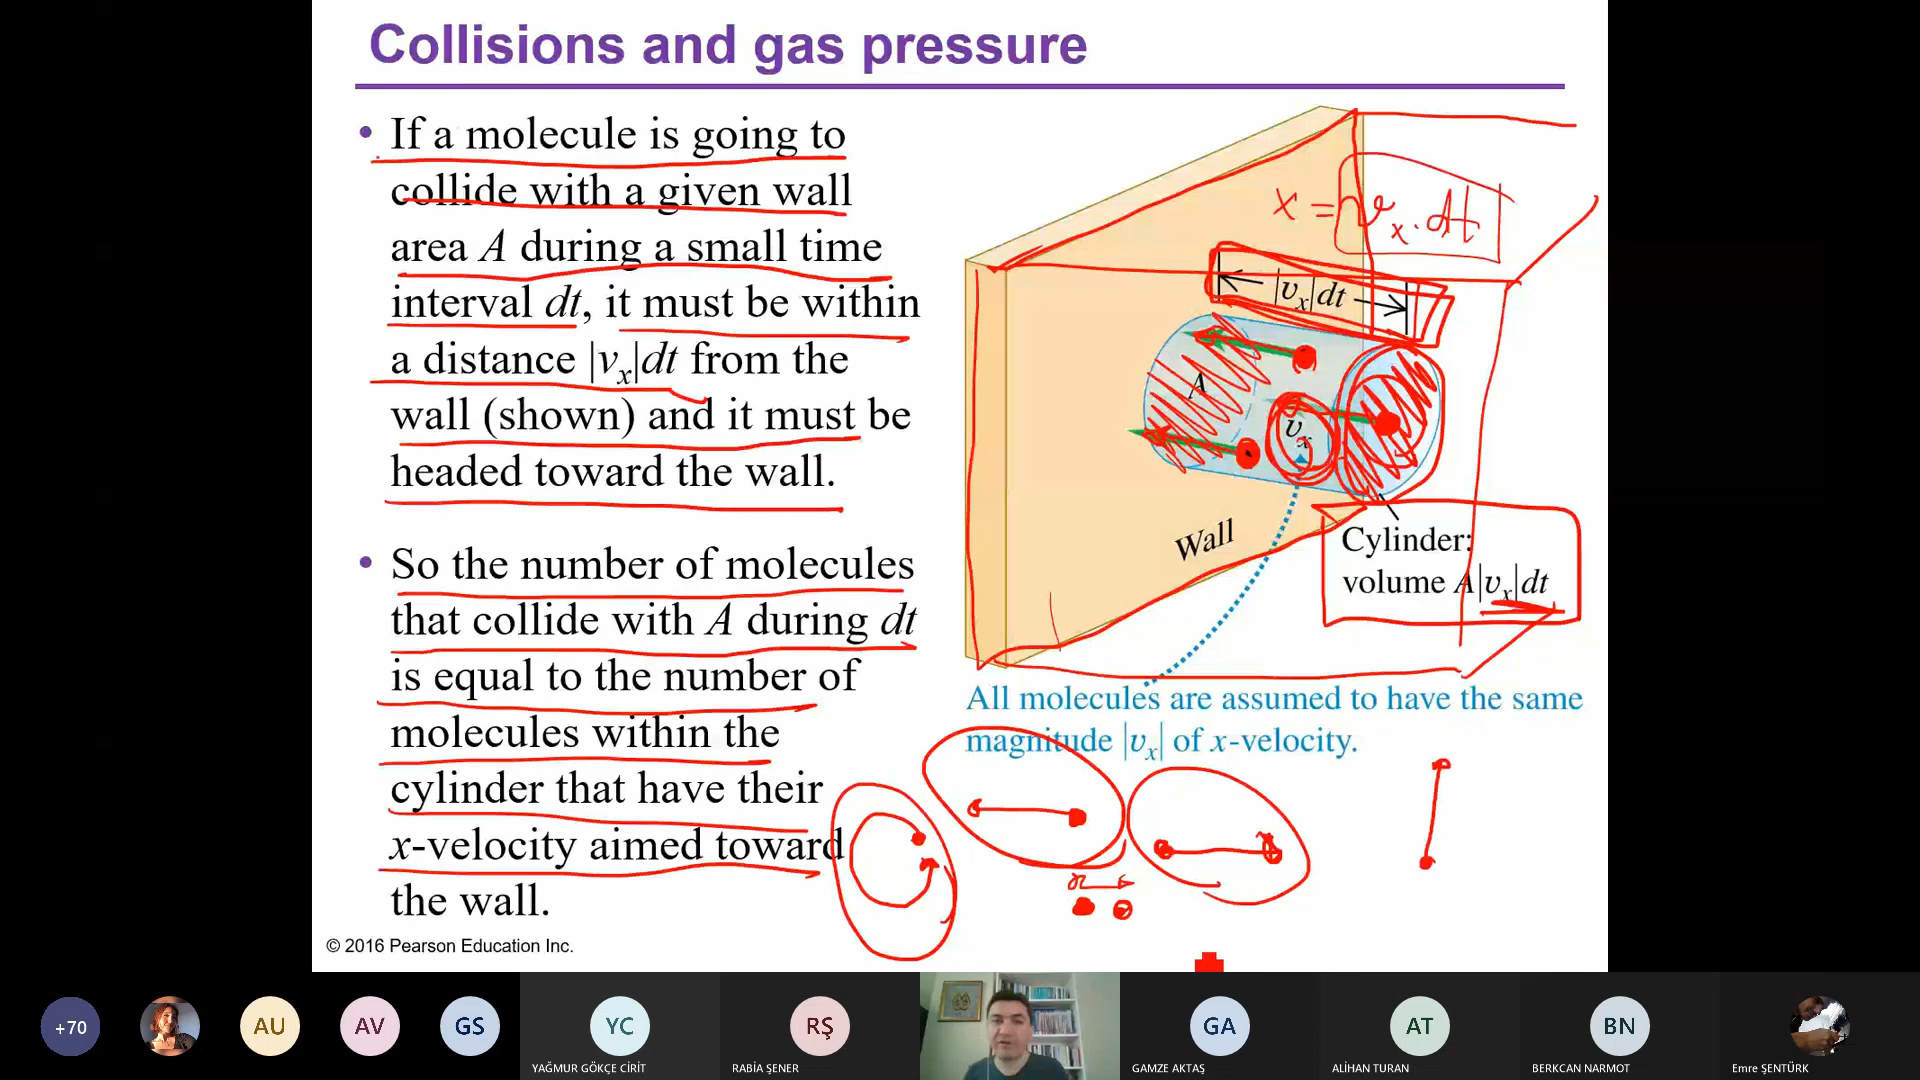 Collisions and gas pressure
• If a molecule is going to
collide with a given wall
area A during a small time
interval dt, it must be within
a distance |vₓ|dt from the
wall (shown) and it must be
headed toward the wall.
• So the number of molecules
that collide with A during dt
is equal to the number of
molecules within the
cylinder that have their
x-velocity aimed toward
the wall.
© 2016 Pearson Education Inc.
x = vₓ · dt
|vₓ|dt
A
vₓ
Wall
Cylinder:
volume A|vₓ|dt
All molecules are assumed to have the same
magnitude |vₓ| of x-velocity.
+70
AU
AV
GS
YC
YAĞMUR GÖKÇE CİRİT
RŞ
RABİA ŞENER
GA
GAMZE AKTAŞ
AT
ALİHAN TURAN
BN
BERKCAN NARMOT
Emre ŞENTÜRK